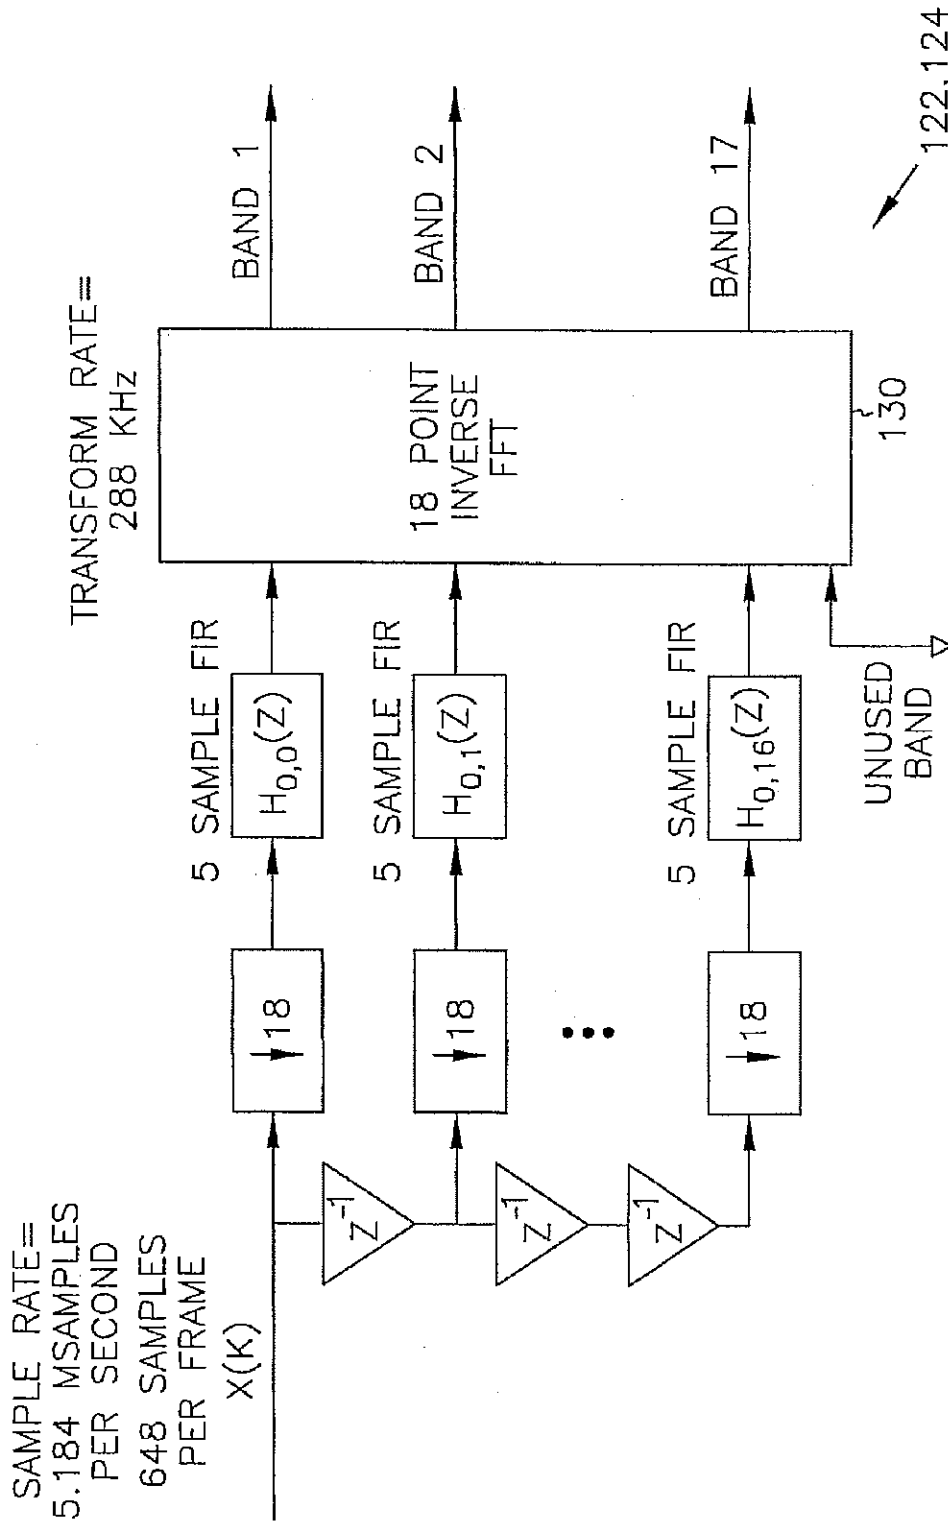 SAMPLE RATE=
5.184 MSAMPLES
PER SECOND
648 SAMPLES
PER FRAME
X(K)
Z⁻¹
Z⁻¹
Z⁻¹
↓18
↓18
•••
↓18
5 SAMPLE FIR
H₀,₀(Z)
5 SAMPLE FIR
H₀,₁(Z)
5 SAMPLE FIR
H₀,₁₆(Z)
UNUSED
BAND
TRANSFORM RATE=
288 KHz
18 POINT
INVERSE
FFT
130
BAND 1
BAND 2
BAND 17
122,124